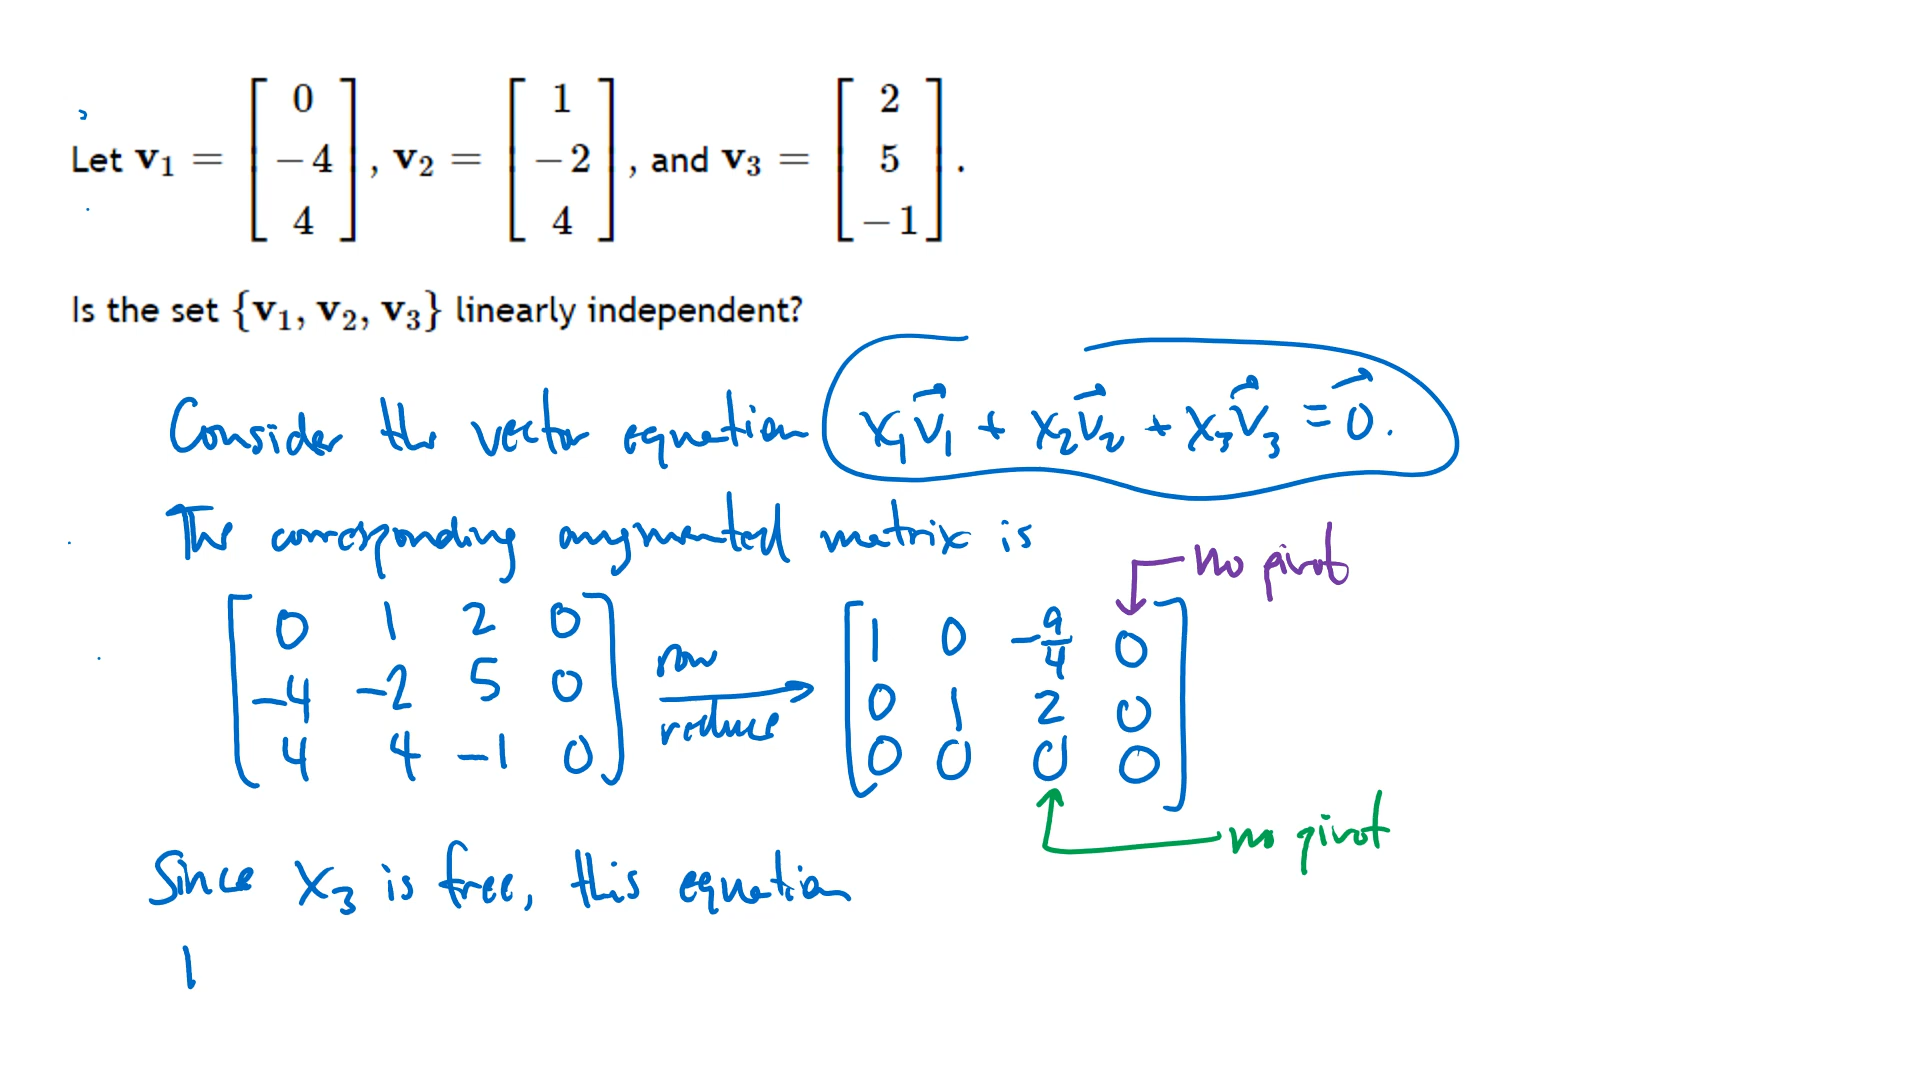 Let v₁ = [0 −4 4], v₂ = [1 −2 4], and v₃ = [2 5 −1].
Is the set {v₁, v₂, v₃} linearly independent?
Consider the vector equation x₁v⃗₁ + x₂v⃗₂ + x₃v⃗₃ = 0⃗.
The corresponding augmented matrix is
no pivot
0 1 2 0
-4 -2 5 0
4 4 -1 0
row
reduce
1 0 -9/4 0
0 1 2 0
0 0 0 0
no pivot
Since x₃ is free, this equation